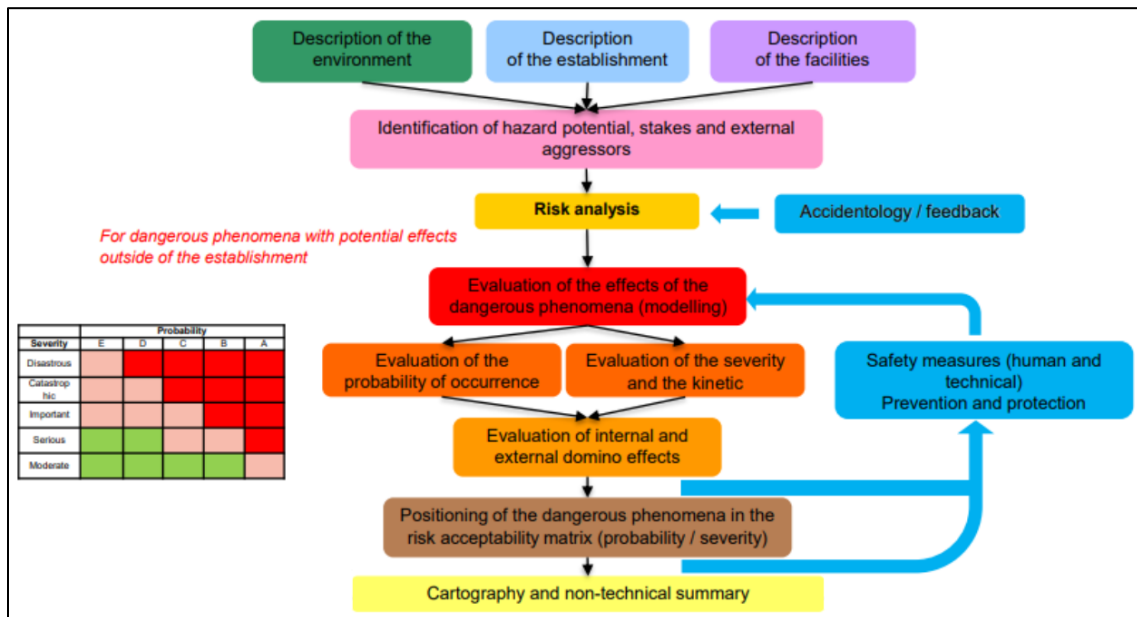 Description of the
environment
Description
of the establishment
Description
of the facilities
Identification of hazard potential, stakes and external
aggressors
Risk analysis
Accidentology / feedback
For dangerous phenomena with potential effects
outside of the establishment
Evaluation of the effects of the
dangerous phenomena (modelling)
Probability
Severity E D C B A
Disastrous
Catastrop
hic
Important
Serious
Moderate
Evaluation of the
probability of occurrence
Evaluation of the severity
and the kinetic
Safety measures (human and
technical)
Prevention and protection
Evaluation of internal and
external domino effects
Positioning of the dangerous phenomena in the
risk acceptability matrix (probability / severity)
Cartography and non-technical summary